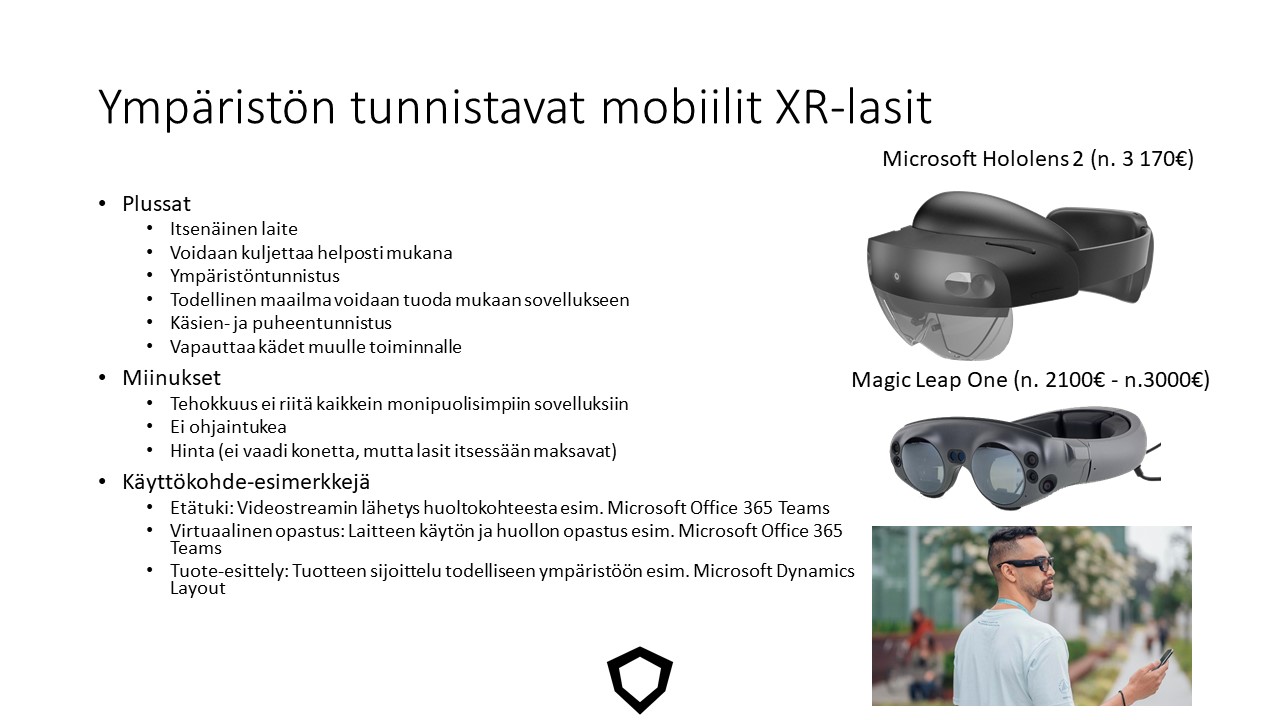 Ympäristön tunnistavat mobiilit XR-lasit
Microsoft Hololens 2 (n. 3 170€)
• Plussat
• Itsenäinen laite
• Voidaan kuljettaa helposti mukana
• Ympäristöntunnistus
• Todellinen maailma voidaan tuoda mukaan sovellukseen
• Käsien- ja puheentunnistus
• Vapauttaa kädet muulle toiminnalle
Magic Leap One (n. 2100€ - n.3000€)
• Miinukset
• Tehokkuus ei riitä kaikkein monipuolisimpiin sovelluksiin
• Ei ohjaintukea
• Hinta (ei vaadi konetta, mutta lasit itsessään maksavat)
• Käyttökohde-esimerkkejä
• Etätuki: Videostreamin lähetys huoltokohteesta esim. Microsoft Office 365 Teams
• Virtuaalinen opastus: Laitteen käytön ja huollon opastus esim. Microsoft Office 365
Teams
• Tuote-esittely: Tuotteen sijoittelu todelliseen ympäristöön esim. Microsoft Dynamics
Layout